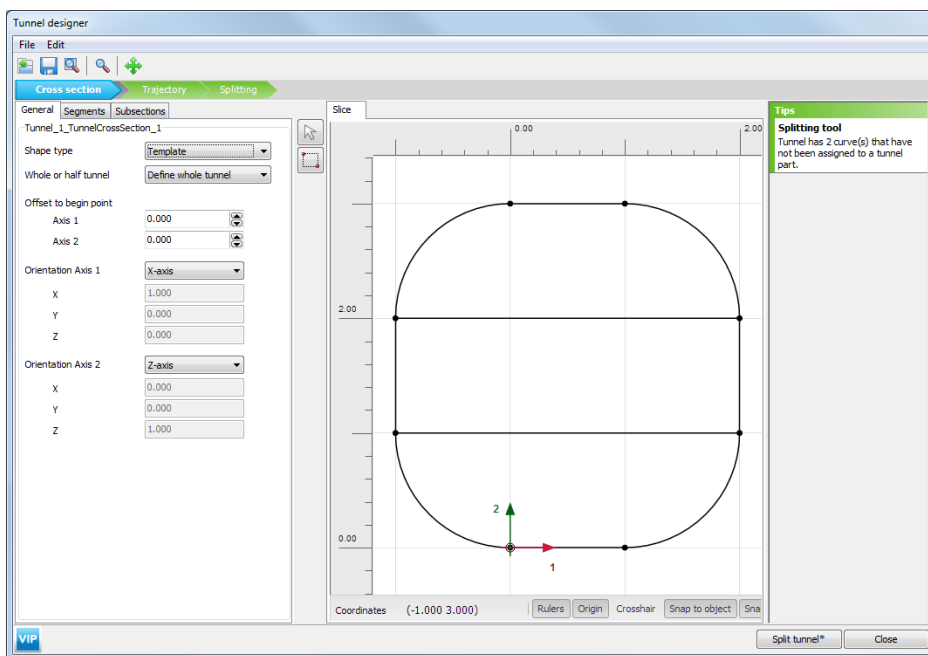 Tunnel designer
File Edit
Cross section Trajectory Splitting
General Segments Subsections
Tunnel_1_TunnelCrossSection_1
Shape type Template
Whole or half tunnel Define whole tunnel
Offset to begin point
Axis 1 0.000
Axis 2 0.000
Orientation Axis 1 X-axis
X 1.000
Y 0.000
Z 0.000
Orientation Axis 2 Z-axis
X 0.000
Y 0.000
Z 1.000
Slice
0.00 2.00
2.00
0.00
2
1
Coordinates (-1.000 3.000) Rulers Origin Crosshair Snap to object Sna
Tips
Splitting tool
Tunnel has 2 curve(s) that have
not been assigned to a tunnel
part.
VIP
Split tunnel* Close